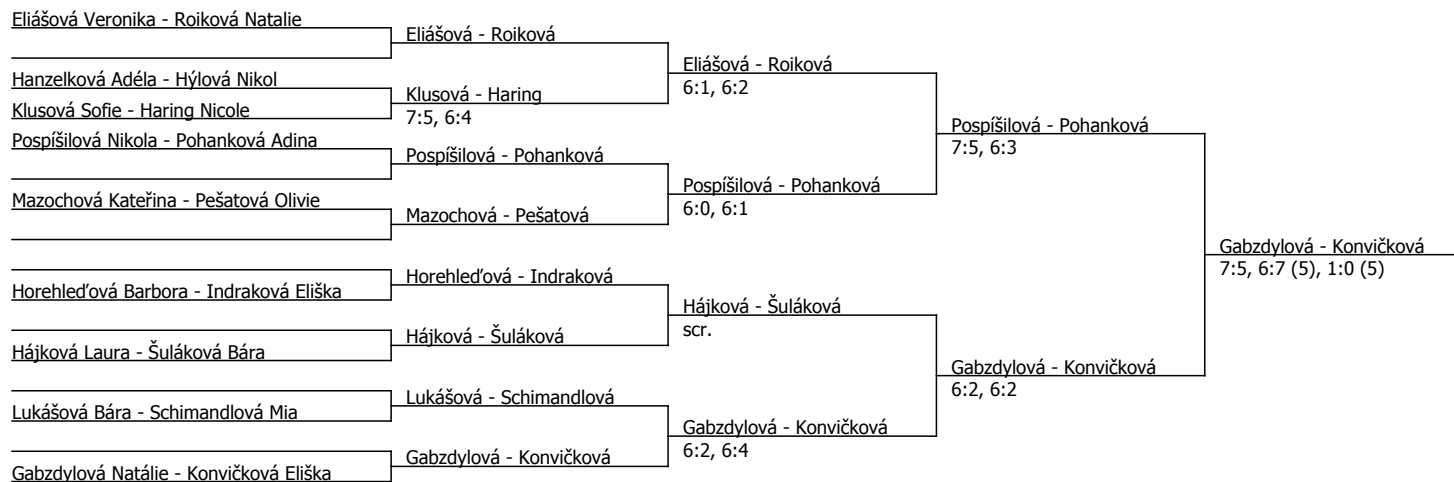 Eliášová Veronika - Roiková Natalie
Hanzelková Adéla - Hýlová Nikol
Klusová Sofie - Haring Nicole
Pospíšilová Nikola - Pohanková Adina
Mazochová Kateřina - Pešatová Olivie
Horehleďová Barbora - Indraková Eliška
Hájková Laura - Šuláková Bára
Lukášová Bára - Schimandlová Mia
Gabzdylová Natálie - Konvičková Eliška
Eliášová - Roiková
Klusová - Haring
7:5, 6:4
Pospíšilová - Pohanková
Mazochová - Pešatová
Horehleďová - Indraková
Hájková - Šuláková
Lukášová - Schimandlová
Gabzdylová - Konvičková
Eliášová - Roiková
6:1, 6:2
Pospíšilová - Pohanková
6:0, 6:1
Hájková - Šuláková
scr.
Gabzdylová - Konvičková
6:2, 6:4
Pospíšilová - Pohanková
7:5, 6:3
Gabzdylová - Konvičková
6:2, 6:2
Gabzdylová - Konvičková
7:5, 6:7 (5), 1:0 (5)